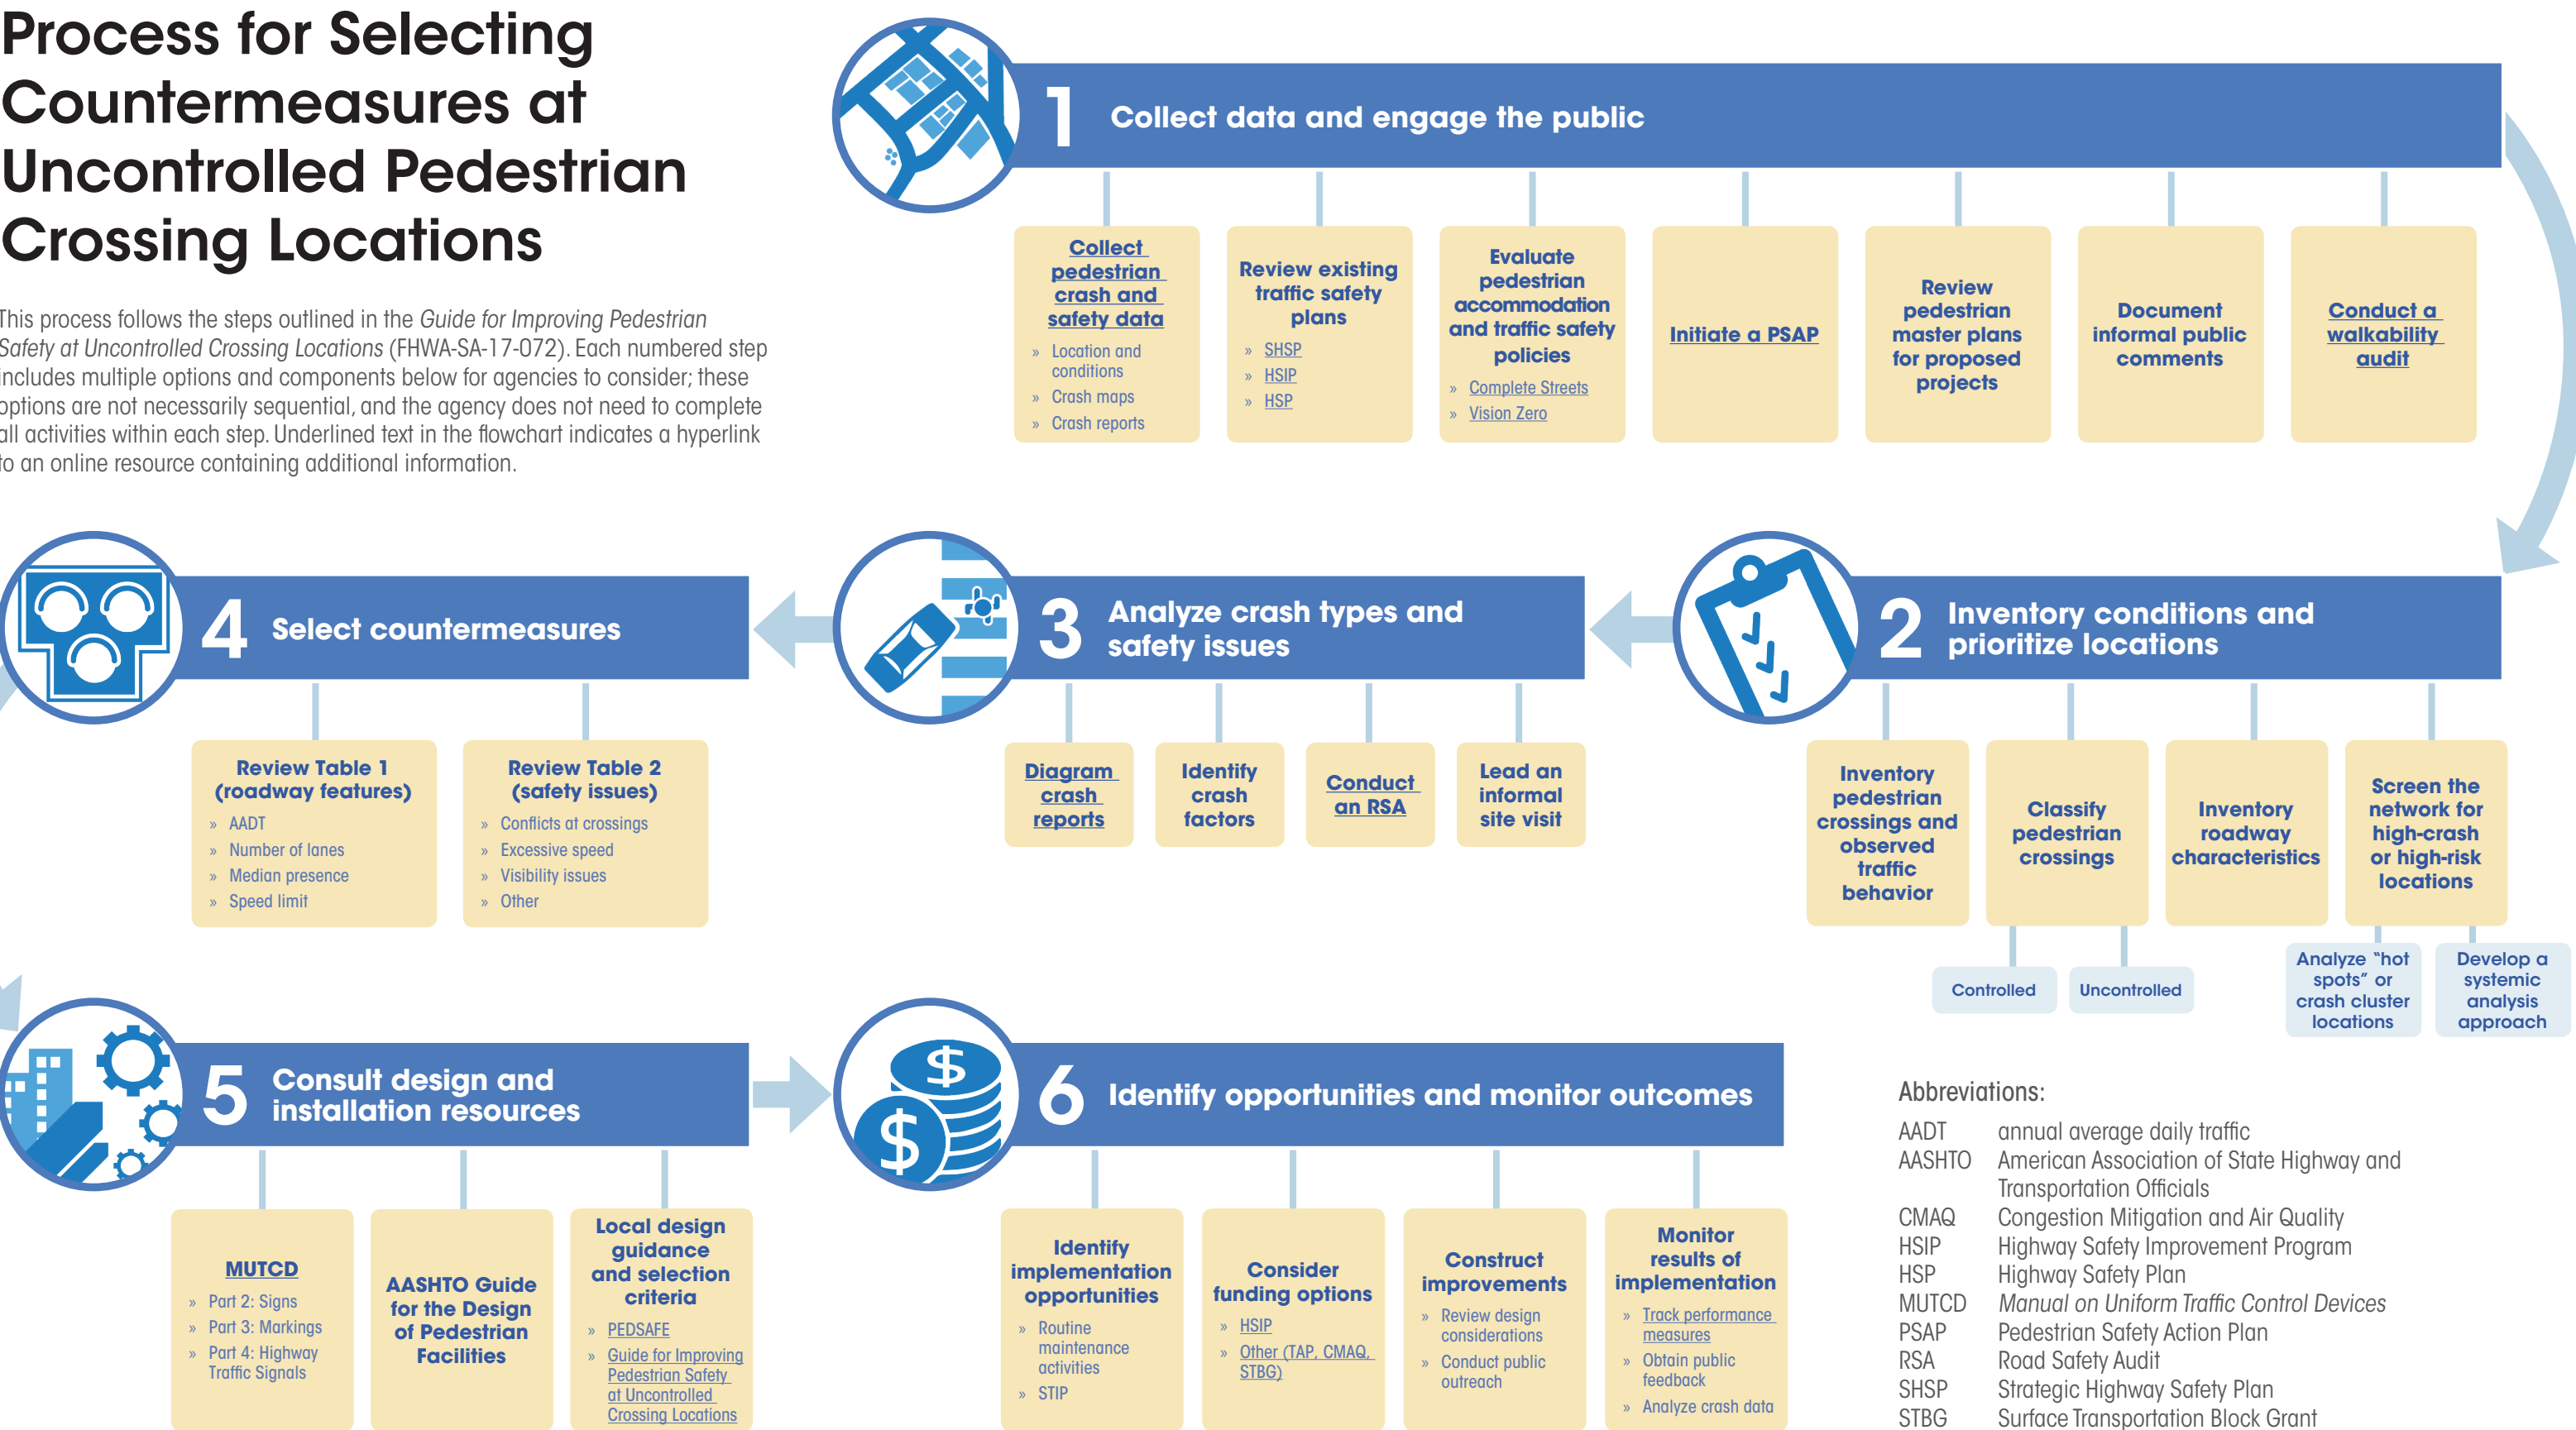 Process for Selecting
Countermeasures at
Uncontrolled Pedestrian
Crossing Locations
This process follows the steps outlined in the Guide for Improving Pedestrian
Safety at Uncontrolled Crossing Locations (FHWA-SA-17-072). Each numbered step
includes multiple options and components below for agencies to consider; these
options are not necessarily sequential, and the agency does not need to complete
all activities within each step. Underlined text in the flowchart indicates a hyperlink
to an online resource containing additional information.
1 Collect data and engage the public
Collect
pedestrian
crash and
safety data
» Location and
conditions
» Crash maps
» Crash reports
Review existing
traffic safety
plans
» SHSP
» HSIP
» HSP
Evaluate
pedestrian
accommodation
and traffic safety
policies
» Complete Streets
» Vision Zero
Initiate a PSAP
Review
pedestrian
master plans
for proposed
projects
Document
informal public
comments
Conduct a
walkability
audit
2 Inventory conditions and
prioritize locations
Inventory
pedestrian
crossings and
observed
traffic
behavior
Classify
pedestrian
crossings
Controlled
Uncontrolled
Inventory
roadway
characteristics
Screen the
network for
high-crash
or high-risk
locations
Analyze “hot
spots” or
crash cluster
locations
Develop a
systemic
analysis
approach
3 Analyze crash types and
safety issues
Diagram
crash
reports
Identify
crash
factors
Conduct
an RSA
Lead an
informal
site visit
4 Select countermeasures
Review Table 1
(roadway features)
» AADT
» Number of lanes
» Median presence
» Speed limit
Review Table 2
(safety issues)
» Conflicts at crossings
» Excessive speed
» Visibility issues
» Other
5 Consult design and
installation resources
MUTCD
» Part 2: Signs
» Part 3: Markings
» Part 4: Highway
Traffic Signals
AASHTO Guide
for the Design
of Pedestrian
Facilities
Local design
guidance
and selection
criteria
» PEDSAFE
» Guide for Improving
Pedestrian Safety
at Uncontrolled
Crossing Locations
$
$
6 Identify opportunities and monitor outcomes
Identify
implementation
opportunities
» Routine
maintenance
activities
» STIP
Consider
funding options
» HSIP
» Other (TAP, CMAQ,
STBG)
Construct
improvements
» Review design
considerations
» Conduct public
outreach
Monitor
results of
implementation
» Track performance
measures
» Obtain public
feedback
» Analyze crash data
Abbreviations:
AADT annual average daily traffic
AASHTO American Association of State Highway and
Transportation Officials
CMAQ Congestion Mitigation and Air Quality
HSIP Highway Safety Improvement Program
HSP Highway Safety Plan
MUTCD Manual on Uniform Traffic Control Devices
PSAP Pedestrian Safety Action Plan
RSA Road Safety Audit
SHSP Strategic Highway Safety Plan
STBG Surface Transportation Block Grant